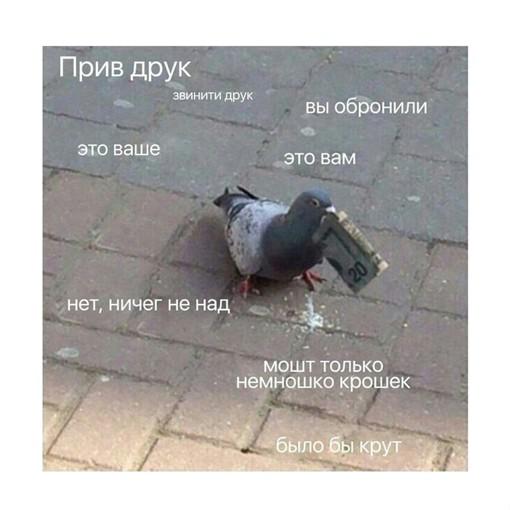 Прив друк
звинити друк
вы обронили
это ваше
это вам
20
нет, ничег не над
мошт только
немношко крошек
было бы крут